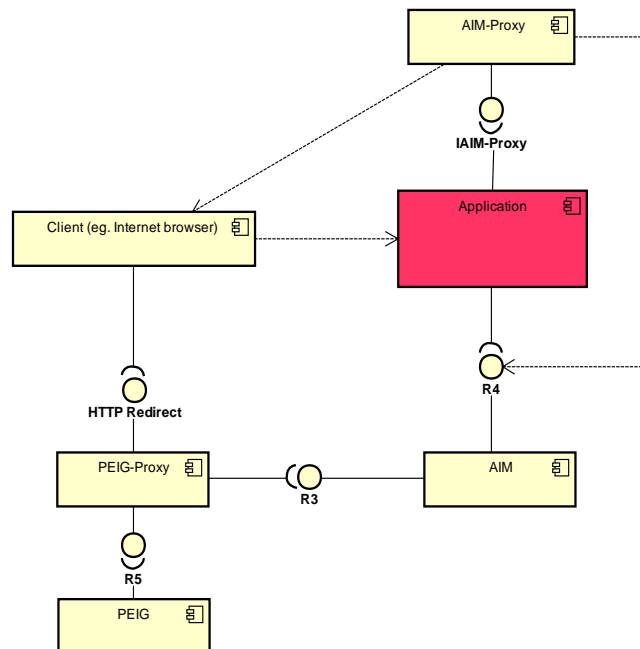 AIM-Proxy
IAIM-Proxy
Application
Client (eg. Internet browser)
HTTP Redirect
R4
PEIG-Proxy
AIM
R3
R5
PEIG